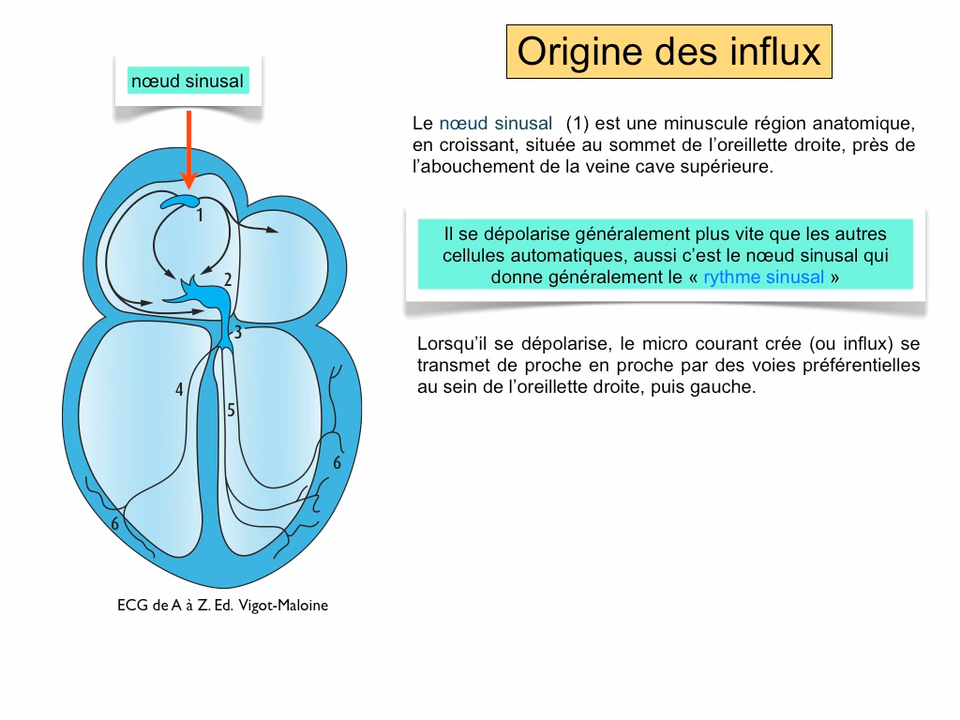 Origine des influx
nœud sinusal
Le nœud sinusal (1) est une minuscule région anatomique,
en croissant, située au sommet de l’oreillette droite, près de
l’abouchement de la veine cave supérieure.
Il se dépolarise généralement plus vite que les autres
cellules automatiques, aussi c’est le nœud sinusal qui
donne généralement le « rythme sinusal »
Lorsqu’il se dépolarise, le micro courant crée (ou influx) se
transmet de proche en proche par des voies préférentielles
au sein de l’oreillette droite, puis gauche.
1
2
3
4
5
6
6
ECG de A à Z. Ed. Vigot-Maloine